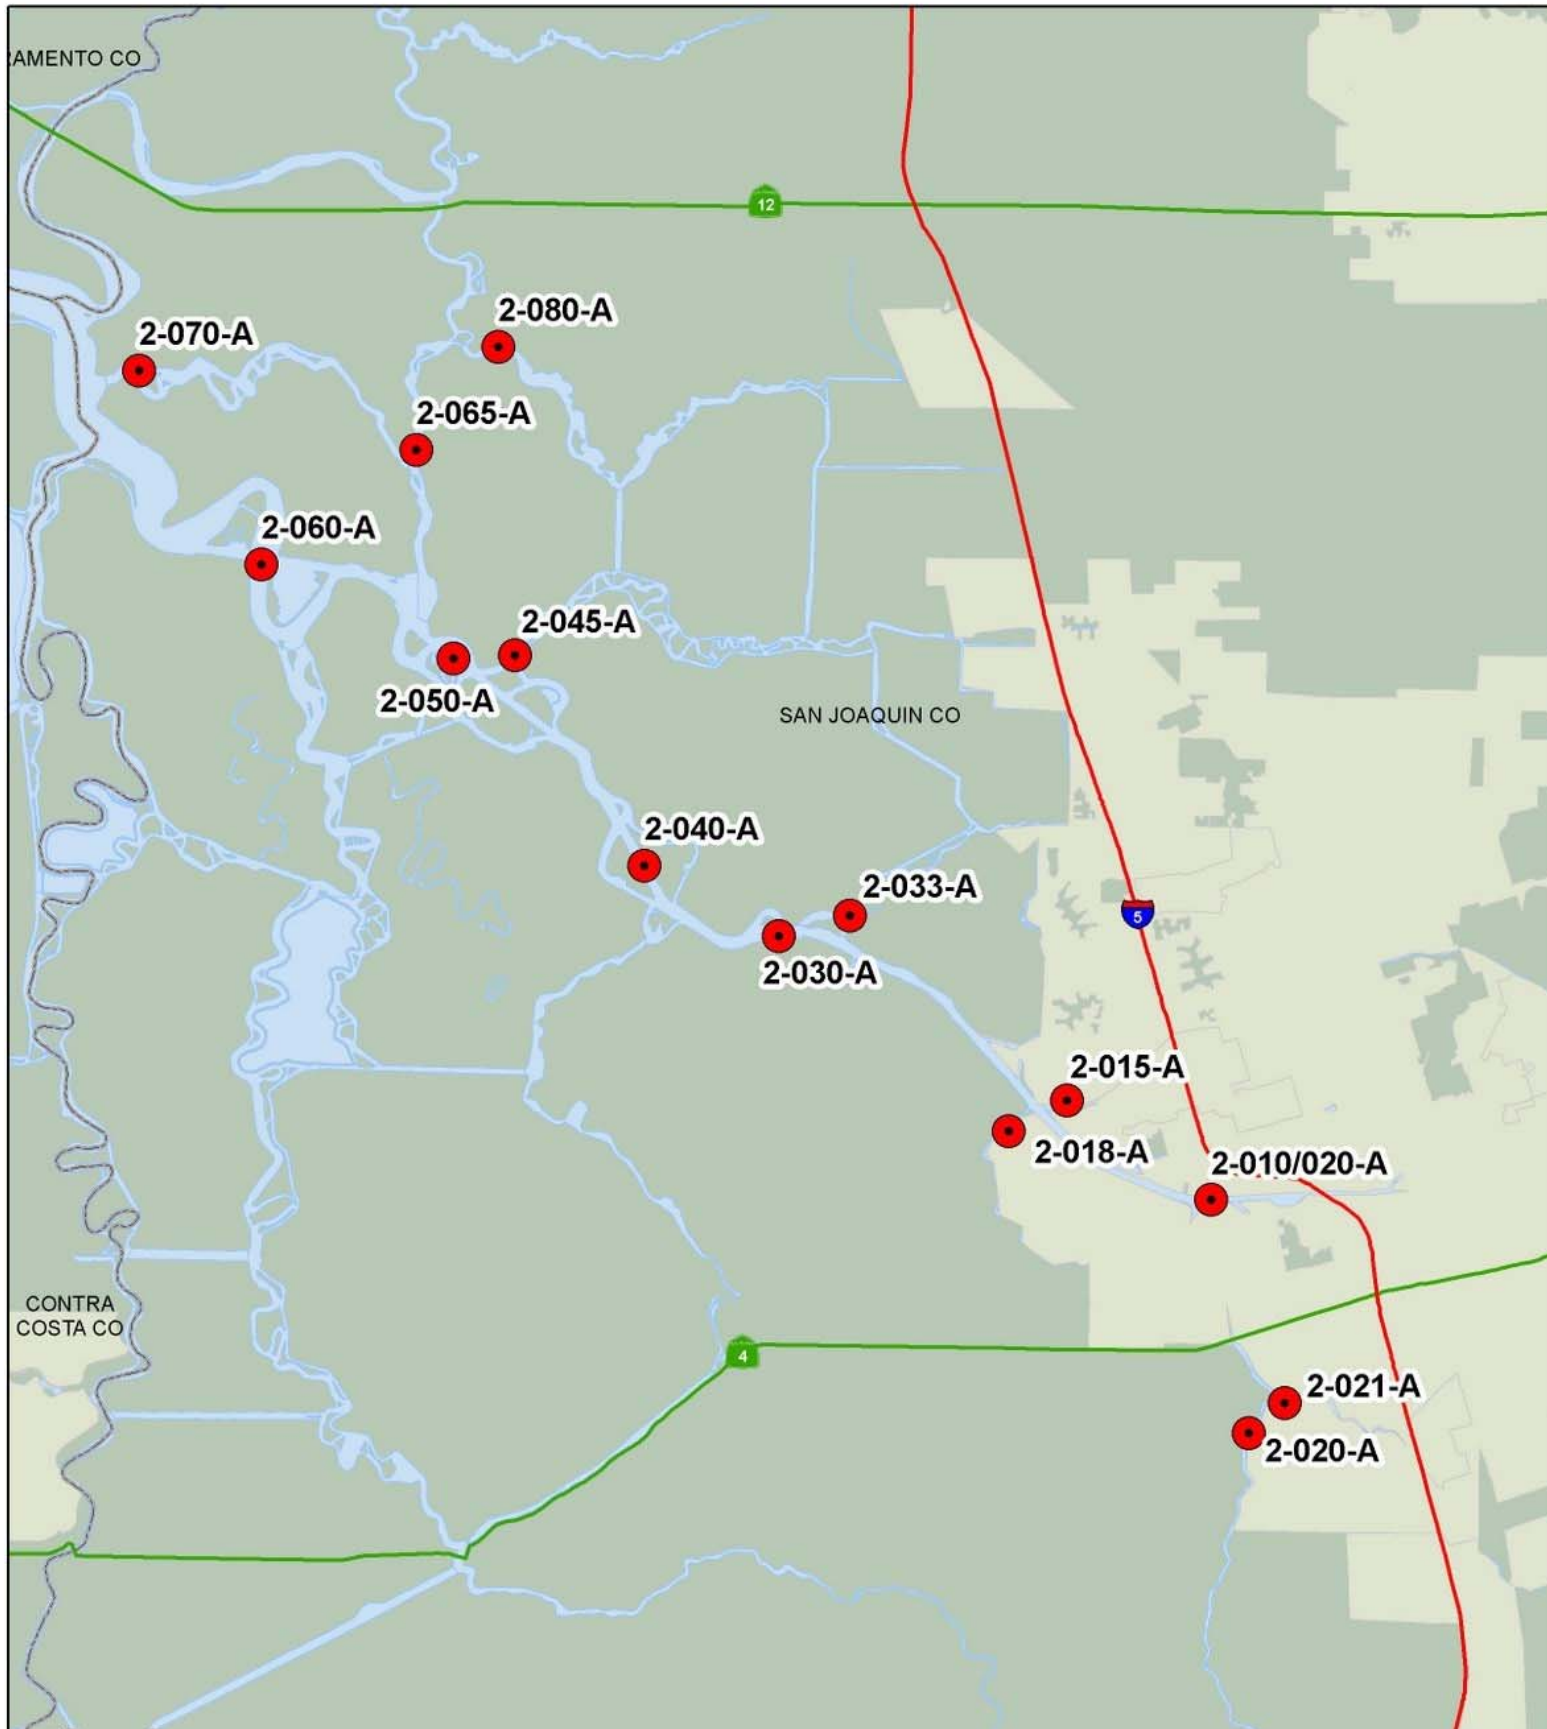 RAMENTO CO
12
2-080-A
2-070-A
2-065-A
2-060-A
2-045-A
2-050-A
SAN JOAQUIN CO
2-040-A
2-033-A
5
2-030-A
2-015-A
2-018-A
2-010/020-A
CONTRA
COSTA CO
4
2-021-A
2-020-A